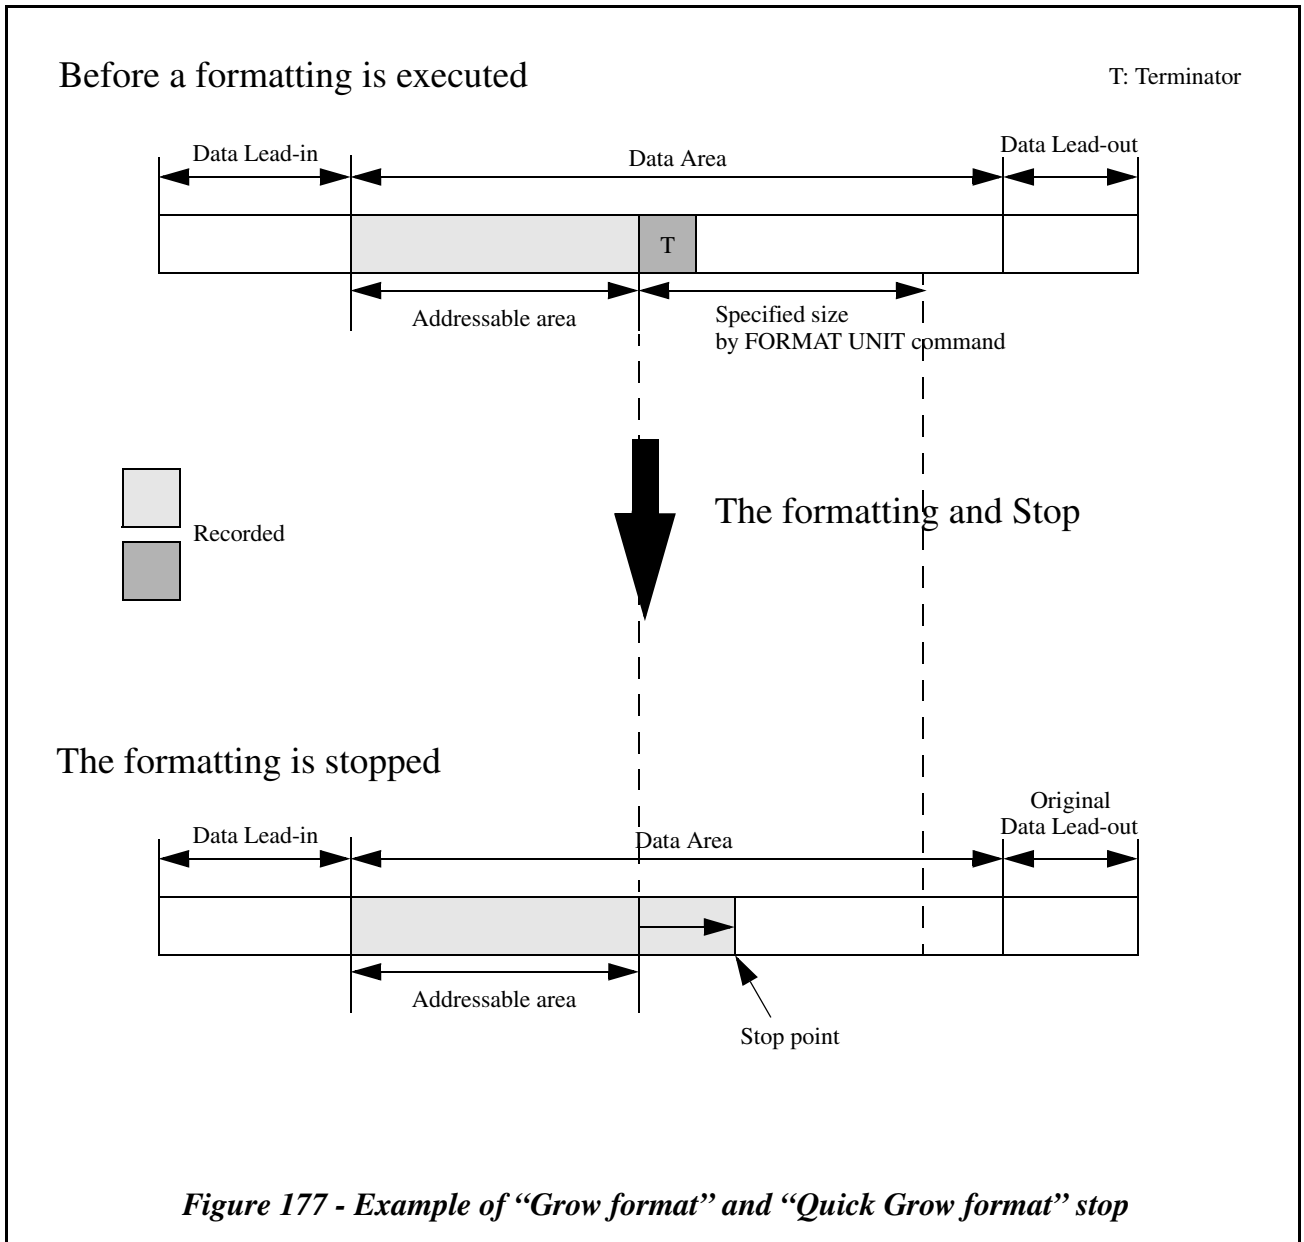 Before a formatting is executed
T: Terminator
Data Lead-in
Data Area
Data Lead-out
T
Addressable area
Specified size
by FORMAT UNIT command
Recorded
The formatting and Stop
The formatting is stopped
Original
Data Lead-in
Data Area
Data Lead-out
Addressable area
Stop point
Figure 177 - Example of “Grow format” and “Quick Grow format” stop